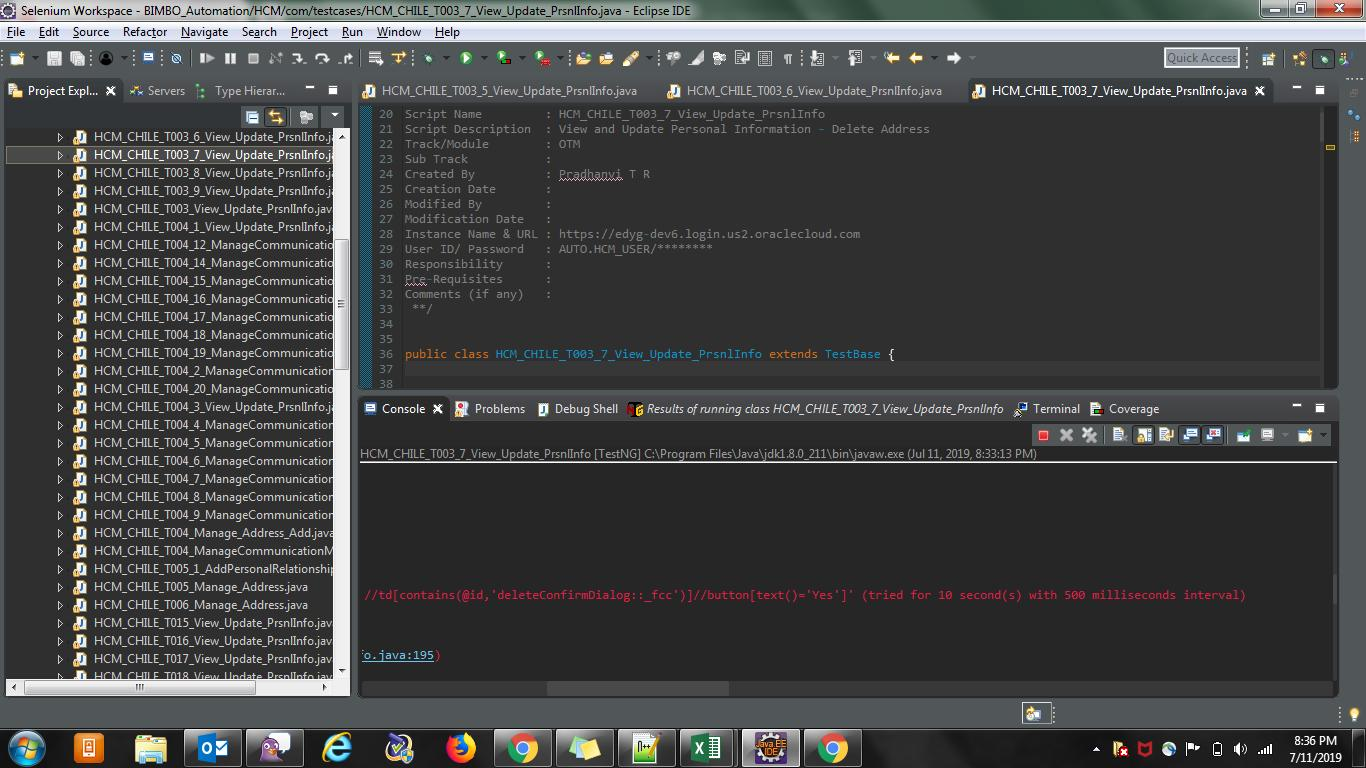 Selenium Workspace - BIMBO_Automation/HCM/com/testcases/HCM_CHILE_T003_7_View_Update_PrsnlInfo.java - Eclipse IDE
File Edit Source Refactor Navigate Search Project Run Window Help
Quick Access
Project Expl... Servers Type Hierar...
HCM_CHILE_T003_5_View_Update_PrsnlInfo.java HCM_CHILE_T003_6_View_Update_PrsnlInfo.java HCM_CHILE_T003_7_View_Update_PrsnlInfo.java
HCM_CHILE_T003_6_View_Update_PrsnlInfo.ja
HCM_CHILE_T003_7_View_Update_PrsnlInfo.ja
HCM_CHILE_T003_8_View_Update_PrsnlInfo.ja
HCM_CHILE_T003_9_View_Update_PrsnlInfo.ja
HCM_CHILE_T003_View_Update_PrsnlInfo.java
HCM_CHILE_T004_1_View_Update_PrsnlInfo.ja
HCM_CHILE_T004_12_ManageCommunicatio
HCM_CHILE_T004_14_ManageCommunicatio
HCM_CHILE_T004_15_ManageCommunicatio
HCM_CHILE_T004_16_ManageCommunicatio
HCM_CHILE_T004_17_ManageCommunicatio
HCM_CHILE_T004_18_ManageCommunicatio
HCM_CHILE_T004_19_ManageCommunicatio
HCM_CHILE_T004_2_ManageCommunication
HCM_CHILE_T004_20_ManageCommunicatio
HCM_CHILE_T004_3_View_Update_PrsnlInfo.ja
HCM_CHILE_T004_4_ManageCommunication
HCM_CHILE_T004_5_ManageCommunication
HCM_CHILE_T004_6_ManageCommunication
HCM_CHILE_T004_7_ManageCommunication
HCM_CHILE_T004_8_ManageCommunication
HCM_CHILE_T004_9_ManageCommunication
HCM_CHILE_T004_Manage_Address_Add.java
HCM_CHILE_T004_ManageCommunicationM
HCM_CHILE_T005_1_AddPersonalRelationship
HCM_CHILE_T005_Manage_Address.java
HCM_CHILE_T006_Manage_Address.java
HCM_CHILE_T015_View_Update_PrsnlInfo.java
HCM_CHILE_T016_View_Update_PrsnlInfo.java
HCM_CHILE_T017_View_Update_PrsnlInfo.java
HCM_CHILE_T018_View_Update_PrsnlInfo.java
20 Script Name : HCM_CHILE_T003_7_View_Update_PrsnlInfo
21 Script Description : View and Update Personal Information - Delete Address
22 Track/Module : OTM
23 Sub Track :
24 Created By : Pradhanvi T R
25 Creation Date :
26 Modified By :
27 Modification Date :
28 Instance Name & URL : https://edyg-dev6.login.us2.oraclecloud.com
29 User ID/ Password : AUTO.HCM_USER/********
30 Responsibility :
31 Pre-Requisites :
32 Comments (if any) :
33 **/
34
35
36 public class HCM_CHILE_T003_7_View_Update_PrsnlInfo extends TestBase {
37
38
Console Problems Debug Shell Results of running class HCM_CHILE_T003_7_View_Update_PrsnlInfo Terminal Coverage
HCM_CHILE_T003_7_View_Update_PrsnlInfo [TestNG] C:\Program Files\Java\jdk1.8.0_211\bin\javaw.exe (Jul 11, 2019, 8:33:13 PM)
//td[contains(@id,'deleteConfirmDialog::_fcc')]//button[text()='Yes']' (tried for 10 second(s) with 500 milliseconds interval)
fo.java:195)
Java EE
IDE
8:36 PM
7/11/2019